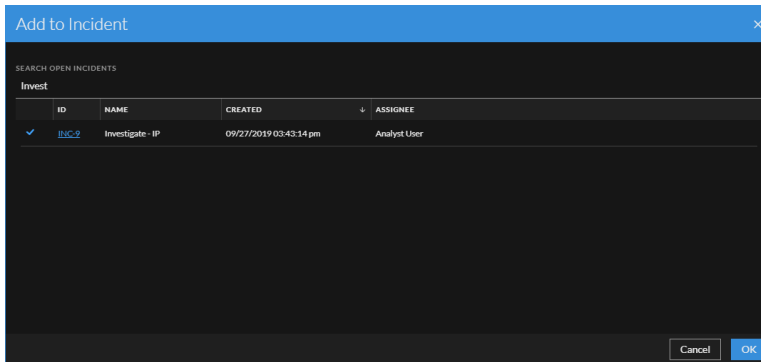 Add to Incident
SEARCH OPEN INCIDENTS
Invest
ID NAME CREATED ASSIGNEE
INC-9 Investigate - IP 09/27/2019 03:43:14 pm Analyst User
Cancel OK